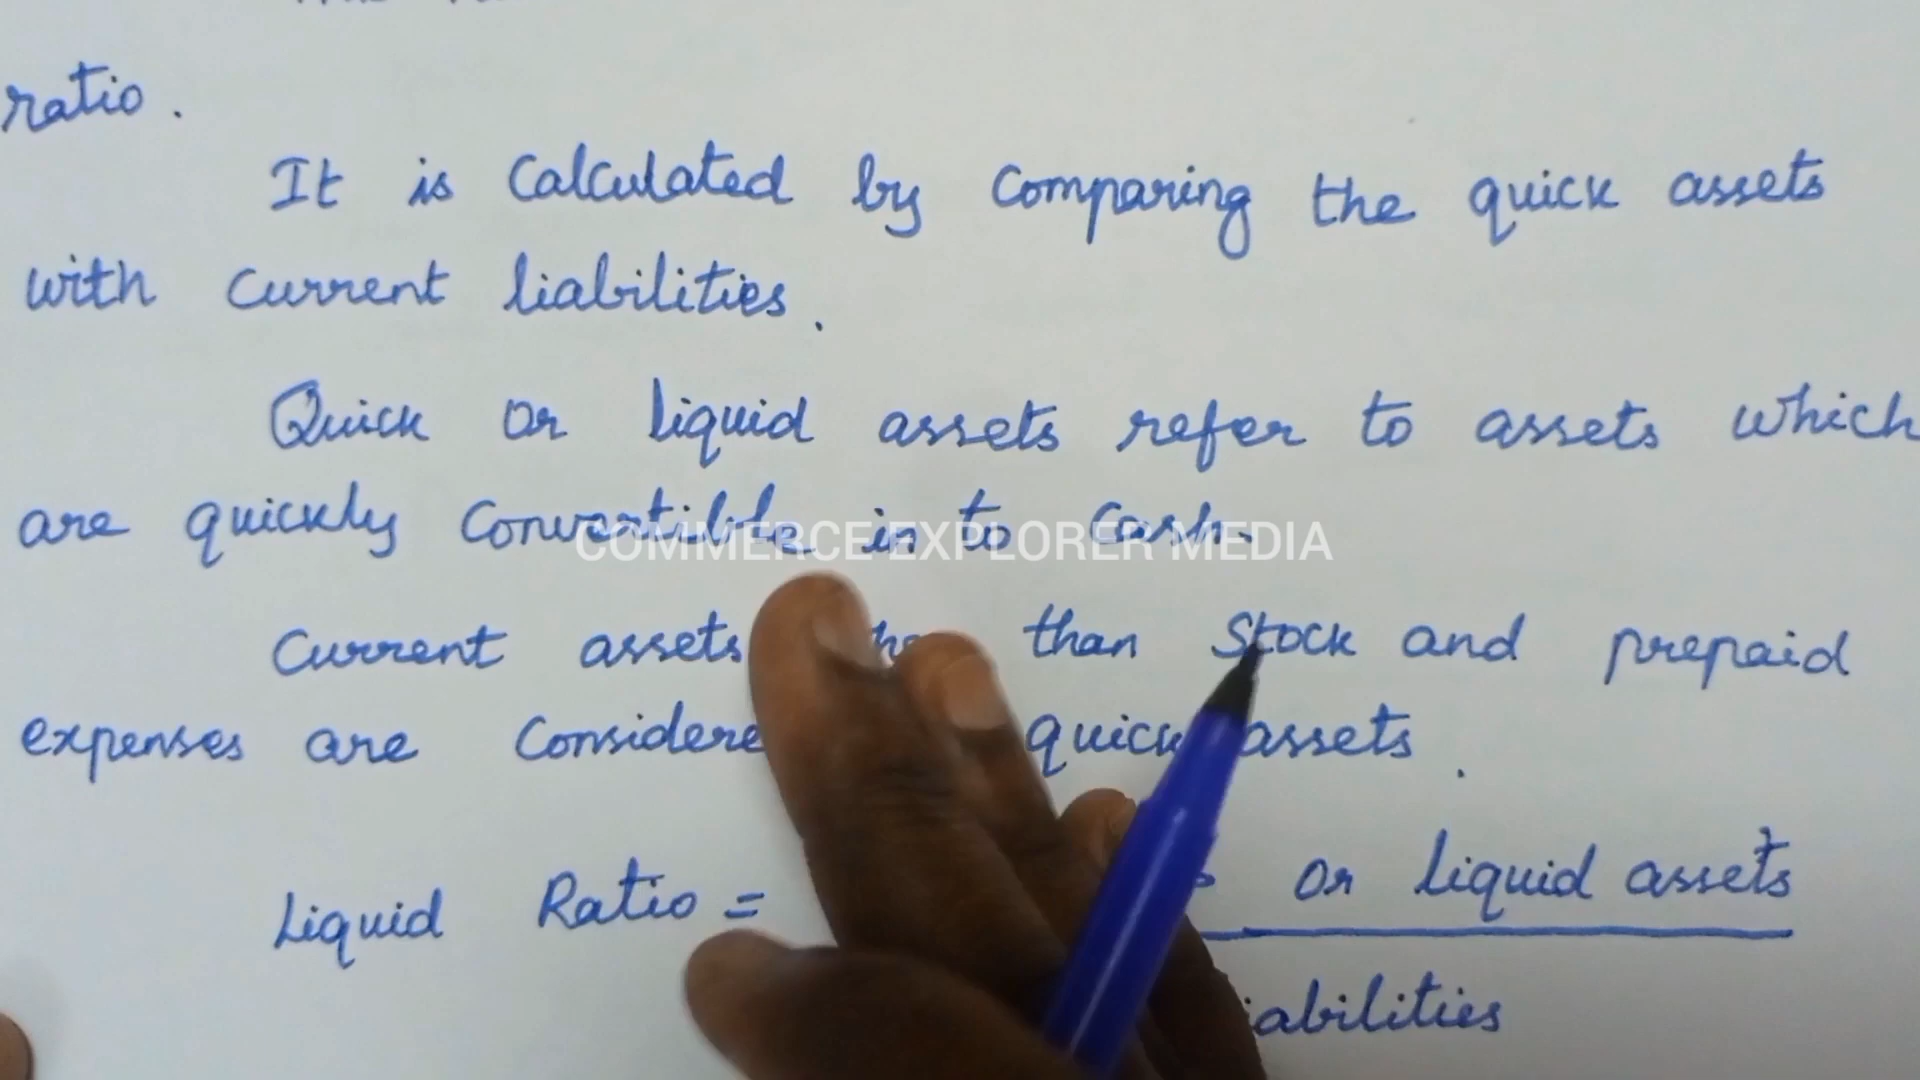 ratio.
It is Calculated by Comparing the quick assets
with Current liabilities.
Quick or liquid assets refer to assets which
are quickly Convertible in to Cash.
COMMERCE EXPLORER MEDIA
Current assets than Stock and prepaid
expenses are quick assets.
Liquid Ratio = or Liquid assets